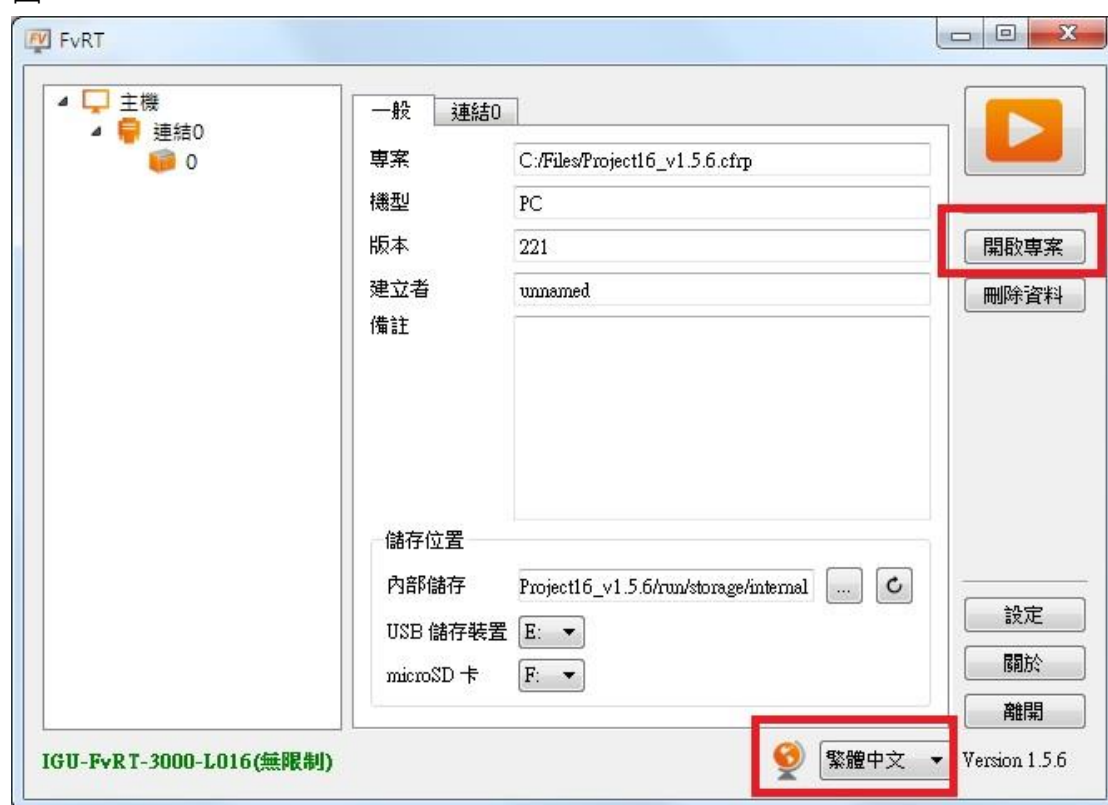 FvRT
主機
連結0
0
一般 連結0
專案 C:/Files/Project16_v1.5.6.cfrp
機型 PC
版本 221
建立者 unnamed
備註
儲存位置
內部儲存 Project16_v1.5.6/run/storage/internal ...
USB 儲存裝置 E:
microSD 卡 F:
開啟專案
刪除資料
設定
關於
離開
IGU-FvRT-3000-L016(無限制)
繁體中文
Version 1.5.6